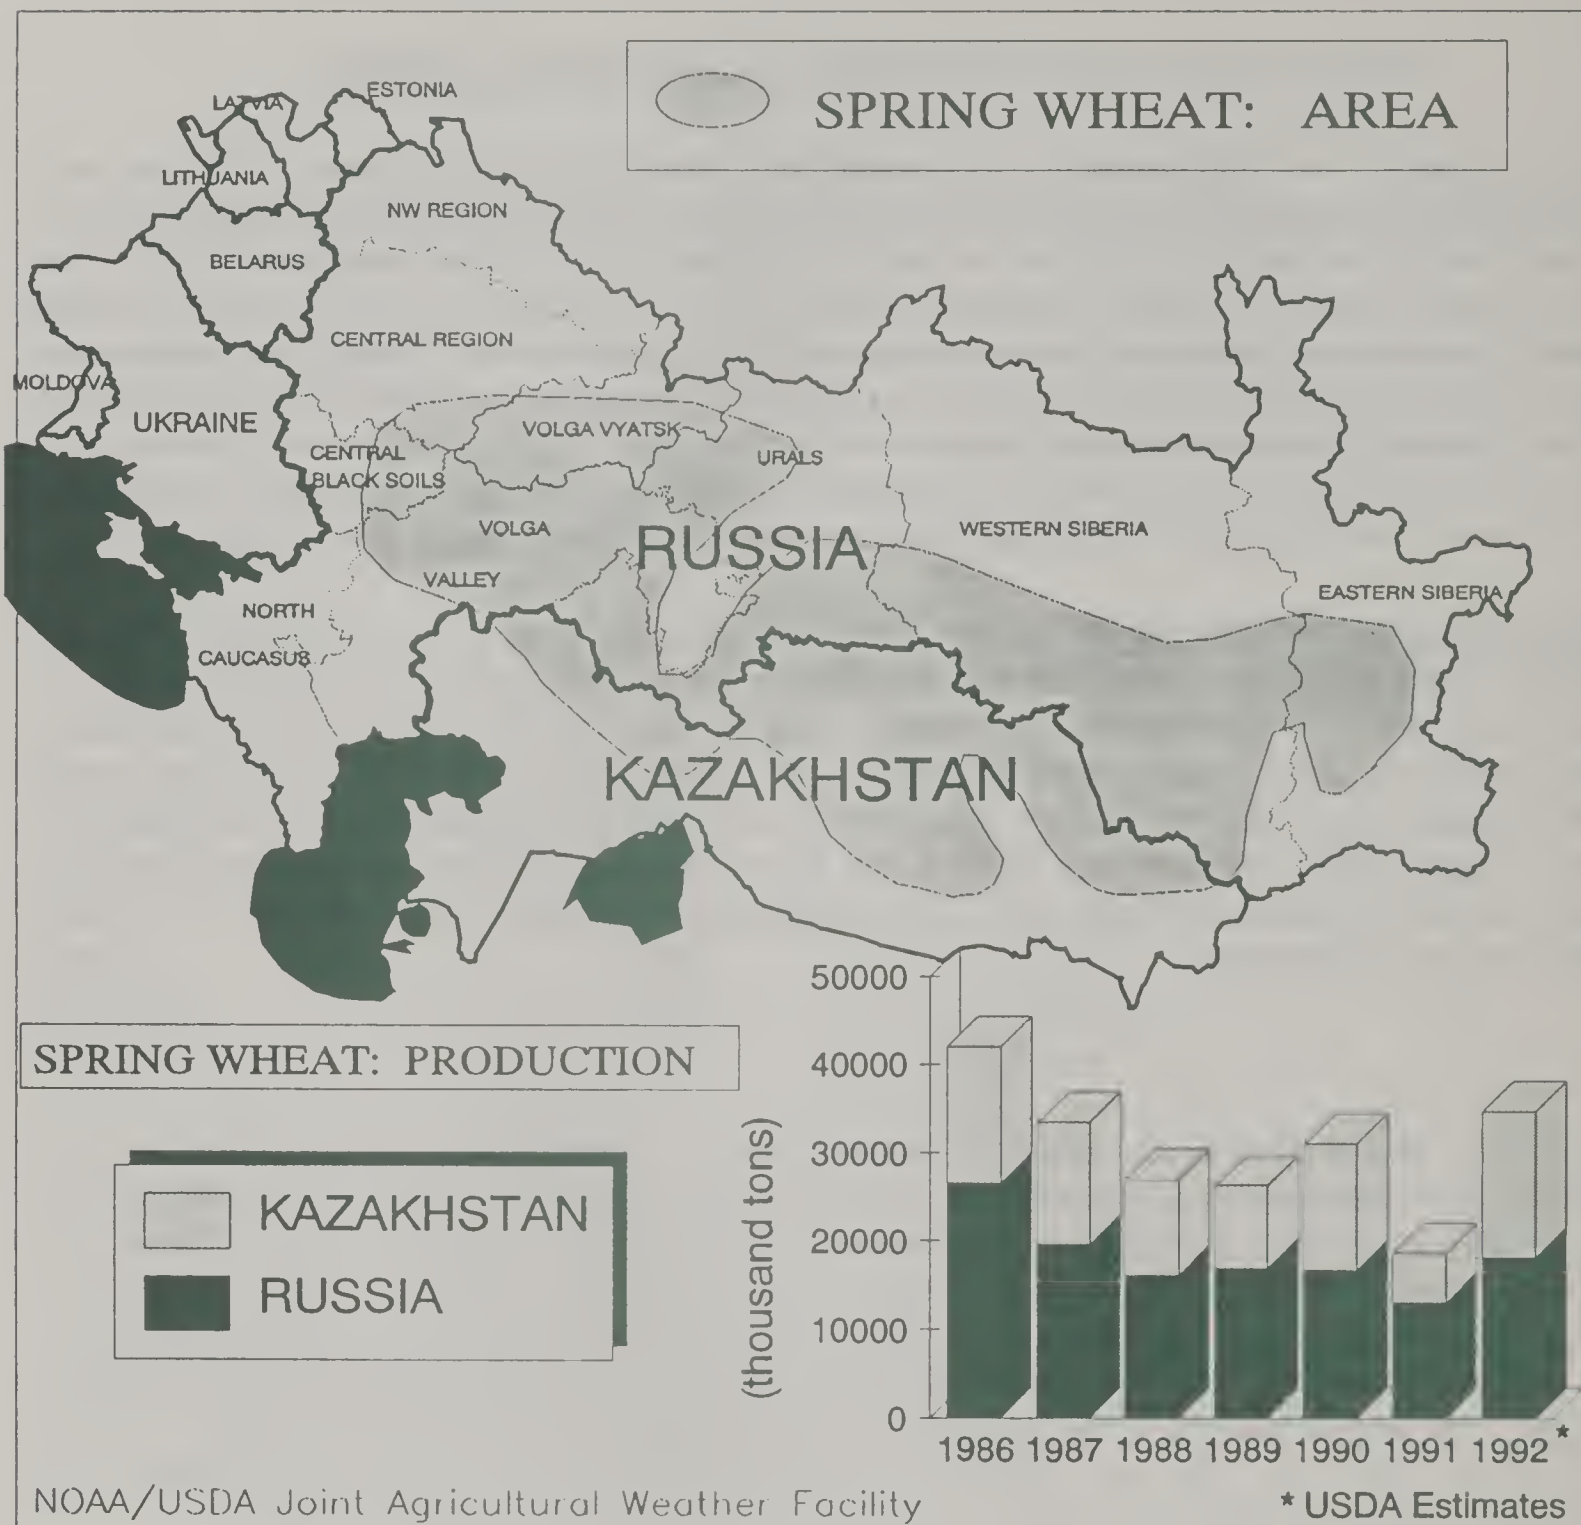 SPRING WHEAT: AREA
LATVIA
ESTONIA
LITHUANIA
NW REGION
BELARUS
CENTRAL REGION
MOLDOVA
UKRAINE
VOLGA VYATSK
CENTRAL
BLACK SOILS
URALS
VOLGA
VALLEY
RUSSIA
WESTERN SIBERIA
EASTERN SIBERIA
NORTH
CAUCASUS
KAZAKHSTAN
SPRING WHEAT: PRODUCTION
KAZAKHSTAN
RUSSIA
(thousand tons)
50000
40000
30000
20000
10000
0
1986 1987 1988 1989 1990 1991 1992 *
NOAA/USDA Joint Agricultural Weather Facility
* USDA Estimates